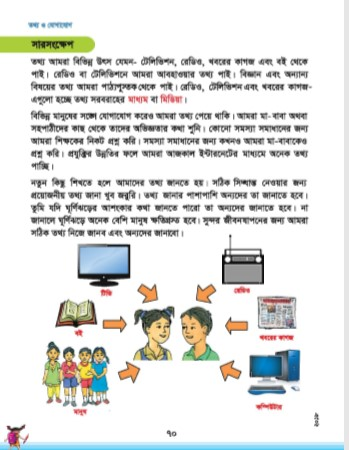 তথ্য ও যোগাযোগ
সারসংক্ষেপ
তথ্য আমরা বিভিন্ন উৎস যেমন- টেলিভিশন, রেডিও, খবরের কাগজ এবং বই থেকে
পাই। রেডিও বা টেলিভিশনে আমরা আবহাওয়ার তথ্য পাই। বিজ্ঞান এবং অন্যান্য
বিষয়ের তথ্য আমরা পাঠ্যপুস্তক থেকে পাই। রেডিও, টেলিভিশন এবং খবরের কাগজ-
এগুলো হচ্ছে তথ্য সরবরাহের মাধ্যম বা মিডিয়া।
বিভিন্ন মানুষের সঙ্গে যোগাযোগ করেও আমরা তথ্য পেয়ে থাকি। আমরা মা- বাবা অথবা
সহপাঠীদের কাছ থেকে তাদের অভিজ্ঞতার কথা শুনি। কোনো সমস্যা সমাধানের জন্য
আমরা শিক্ষকের নিকট প্রশ্ন করি। সমস্যা সমাধানের জন্য কখনও আমরা মা-বাবাকেও
প্রশ্ন করি। প্রযুক্তির উন্নতির ফলে আমরা আজকাল ইন্টারনেটের মাধ্যমে অনেক তথ্য
পাচ্ছি।
নতুন কিছু শিখতে হলে আমাদের তথ্য জানতে হয়। সঠিক সিদ্ধান্ত নেওয়ার জন্য
প্রয়োজনীয় তথ্য জানা খুব জরুরি। তথ্য জানার পাশাপাশি অন্যদের তা জানাতে হবে।
তুমি যদি ঘূর্ণিঝড়ের আশংকার কথা জানতে পারো তা অন্যদের জানাতে হবে। না
জানালে ঘূর্ণিঝড়ে অনেক বেশি মানুষ ক্ষতিগ্রস্ত হবে। সুন্দর জীবনযাপনের জন্য আমরা
সঠিক তথ্য নিজে জানব এবং অন্যদের জানাবো।
টিভি
রেডিও
বই
খবরের কাগজ
মানুষ
কম্পিউটার
৭০